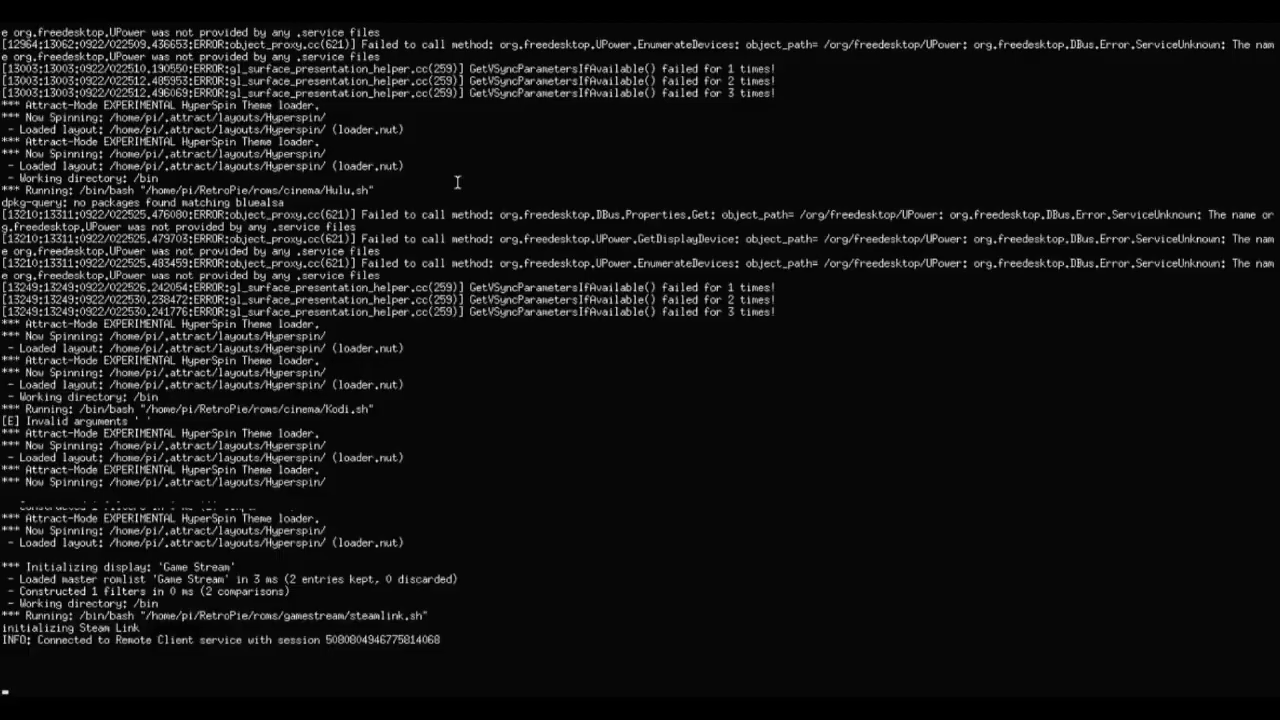 e org.freedesktop.UPower was not provided by any .service files
[12964:13062:0922/022509.436653:ERROR:object_proxy.cc(621)] Failed to call method: org.freedesktop.UPower.EnumerateDevices: object_path= /org/freedesktop/UPower: org.freedesktop.DBus.Error.ServiceUnknown: The nam
e org.freedesktop.UPower was not provided by any .service files
[13003:13003:0922/022510.190550:ERROR:gl_surface_presentation_helper.cc(259)] GetVSyncParametersIfAvailable() failed for 1 times!
[13003:13003:0922/022512.485953:ERROR:gl_surface_presentation_helper.cc(259)] GetVSyncParametersIfAvailable() failed for 2 times!
[13003:13003:0922/022512.496069:ERROR:gl_surface_presentation_helper.cc(259)] GetVSyncParametersIfAvailable() failed for 3 times!
*** Attract-Mode EXPERIMENTAL HyperSpin Theme loader.
*** Now Spinning: /home/pi/.attract/layouts/Hyperspin/
- Loaded layout: /home/pi/.attract/layouts/Hyperspin/ (loader.nut)
*** Attract-Mode EXPERIMENTAL HyperSpin Theme loader.
*** Now Spinning: /home/pi/.attract/layouts/Hyperspin/
- Loaded layout: /home/pi/.attract/layouts/Hyperspin/ (loader.nut)
- Working directory: /bin
*** Running: /bin/bash "/home/pi/RetroPie/roms/cinema/Hulu.sh"
dpkg-query: no packages found matching bluealsa
[13210:13311:0922/022525.476080:ERROR:object_proxy.cc(621)] Failed to call method: org.freedesktop.DBus.Properties.Get: object_path= /org/freedesktop/UPower: org.freedesktop.DBus.Error.ServiceUnknown: The name or
g.freedesktop.UPower was not provided by any .service files
[13210:13311:0922/022525.479703:ERROR:object_proxy.cc(621)] Failed to call method: org.freedesktop.UPower.GetDisplayDevice: object_path= /org/freedesktop/UPower: org.freedesktop.DBus.Error.ServiceUnknown: The nam
e org.freedesktop.UPower was not provided by any .service files
[13210:13311:0922/022525.483459:ERROR:object_proxy.cc(621)] Failed to call method: org.freedesktop.UPower.EnumerateDevices: object_path= /org/freedesktop/UPower: org.freedesktop.DBus.Error.ServiceUnknown: The nam
e org.freedesktop.UPower was not provided by any .service files
[13249:13249:0922/022526.242054:ERROR:gl_surface_presentation_helper.cc(259)] GetVSyncParametersIfAvailable() failed for 1 times!
[13249:13249:0922/022530.238472:ERROR:gl_surface_presentation_helper.cc(259)] GetVSyncParametersIfAvailable() failed for 2 times!
[13249:13249:0922/022530.241776:ERROR:gl_surface_presentation_helper.cc(259)] GetVSyncParametersIfAvailable() failed for 3 times!
*** Attract-Mode EXPERIMENTAL HyperSpin Theme loader.
*** Now Spinning: /home/pi/.attract/layouts/Hyperspin/
- Loaded layout: /home/pi/.attract/layouts/Hyperspin/ (loader.nut)
*** Attract-Mode EXPERIMENTAL HyperSpin Theme loader.
*** Now Spinning: /home/pi/.attract/layouts/Hyperspin/
- Loaded layout: /home/pi/.attract/layouts/Hyperspin/ (loader.nut)
- Working directory: /bin
*** Running: /bin/bash "/home/pi/RetroPie/roms/cinema/Kodi.sh"
[E] Invalid arguments ' '
*** Attract-Mode EXPERIMENTAL HyperSpin Theme loader.
*** Now Spinning: /home/pi/.attract/layouts/Hyperspin/
- Loaded layout: /home/pi/.attract/layouts/Hyperspin/ (loader.nut)
*** Attract-Mode EXPERIMENTAL HyperSpin Theme loader.
*** Now Spinning: /home/pi/.attract/layouts/Hyperspin/
*** Attract-Mode EXPERIMENTAL HyperSpin Theme loader.
*** Now Spinning: /home/pi/.attract/layouts/Hyperspin/
- Loaded layout: /home/pi/.attract/layouts/Hyperspin/ (loader.nut)
*** Initializing display: 'Game Stream'
- Loaded master romlist 'Game Stream' in 3 ms (2 entries kept, 0 discarded)
- Constructed 1 filters in 0 ms (2 comparisons)
- Working directory: /bin
*** Running: /bin/bash "/home/pi/RetroPie/roms/gamestream/steamlink.sh"
initializing Steam Link
INFO: Connected to Remote Client service with session 5080804946775814068